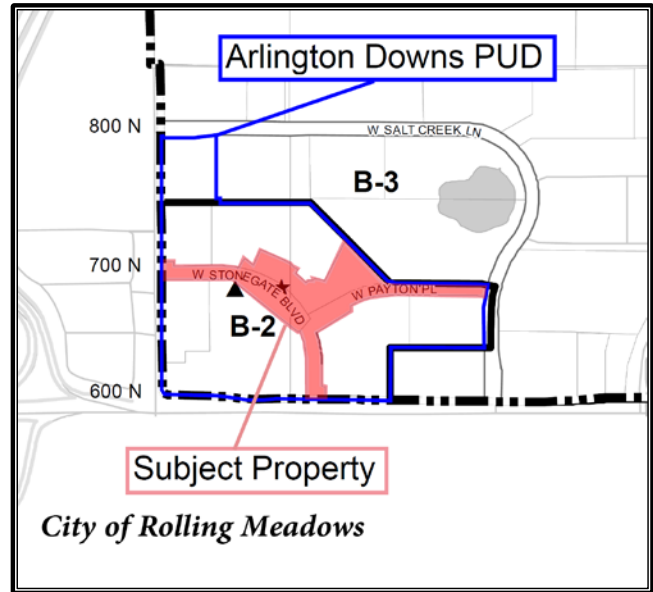 Arlington Downs PUD
800 N
W SALT CREEK LN
B-3
700 N
W STONEGATE BLVD
W PAYTON PL
B-2
600 N
Subject Property
City of Rolling Meadows